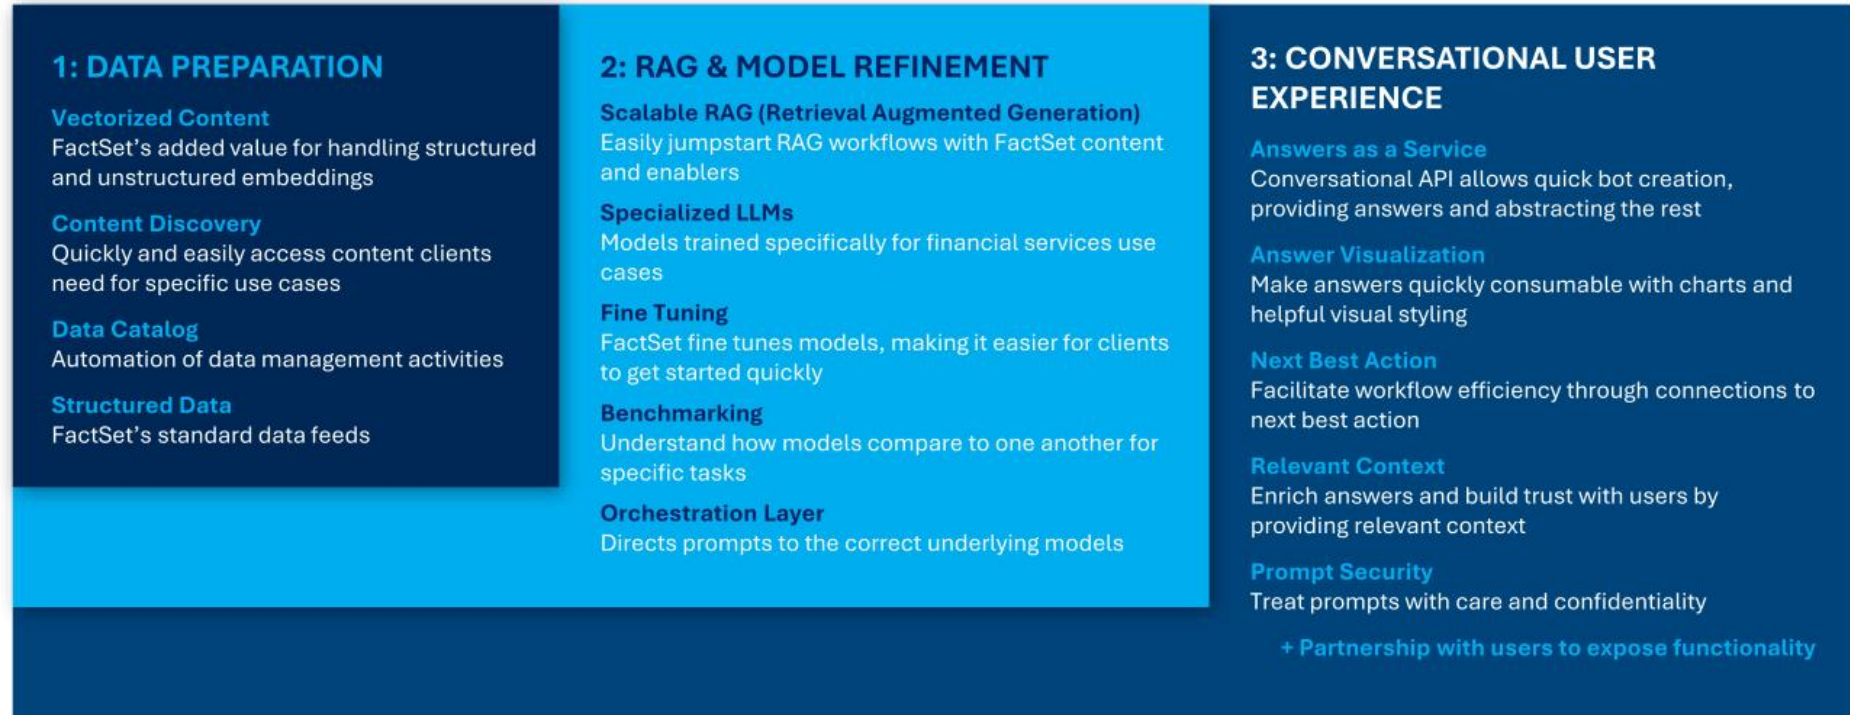 1: DATA PREPARATION
Vectorized Content
FactSet's added value for handling structured
and unstructured embeddings
Content Discovery
Quickly and easily access content clients
need for specific use cases
Data Catalog
Automation of data management activities
Structured Data
FactSet's standard data feeds
2: RAG & MODEL REFINEMENT
Scalable RAG (Retrieval Augmented Generation)
Easily jumpstart RAG workflows with FactSet content
and enablers
Specialized LLMs
Models trained specifically for financial services use
cases
Fine Tuning
FactSet fine tunes models, making it easier for clients
to get started quickly
Benchmarking
Understand how models compare to one another for
specific tasks
Orchestration Layer
Directs prompts to the correct underlying models
3: CONVERSATIONAL USER
EXPERIENCE
Answers as a Service
Conversational API allows quick bot creation,
providing answers and abstracting the rest
Answer Visualization
Make answers quickly consumable with charts and
helpful visual styling
Next Best Action
Facilitate workflow efficiency through connections to
next best action
Relevant Context
Enrich answers and build trust with users by
providing relevant context
Prompt Security
Treat prompts with care and confidentiality
+ Partnership with users to expose functionality